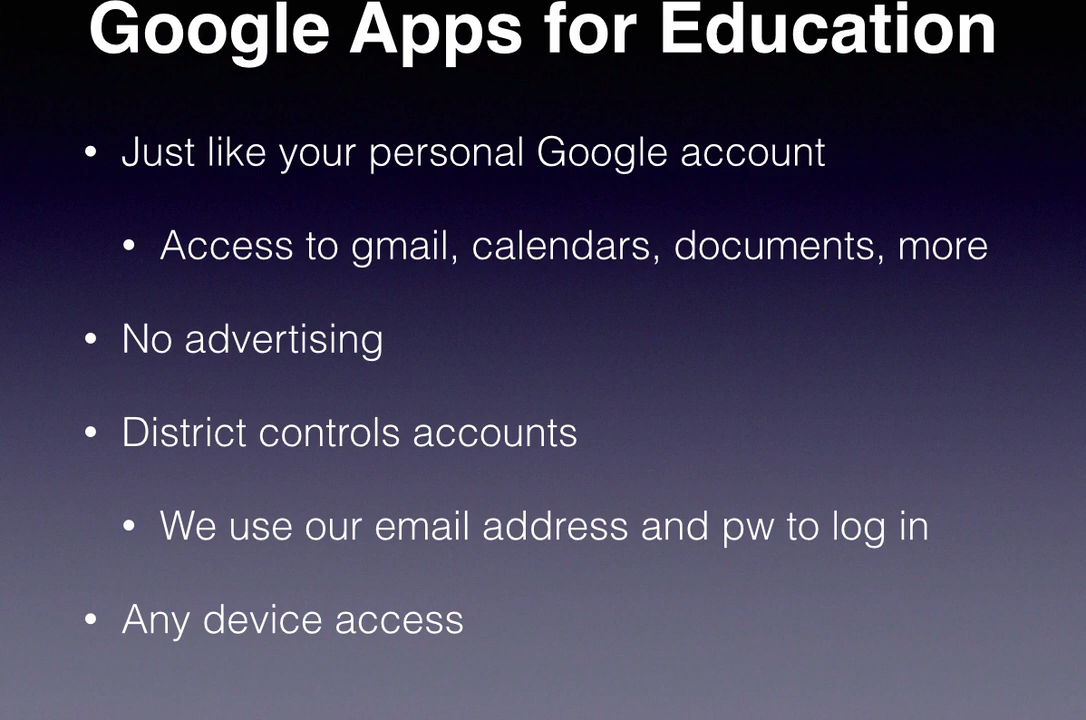 Google Apps for Education
• Just like your personal Google account
• Access to gmail, calendars, documents, more
• No advertising
• District controls accounts
• We use our email address and pw to log in
• Any device access